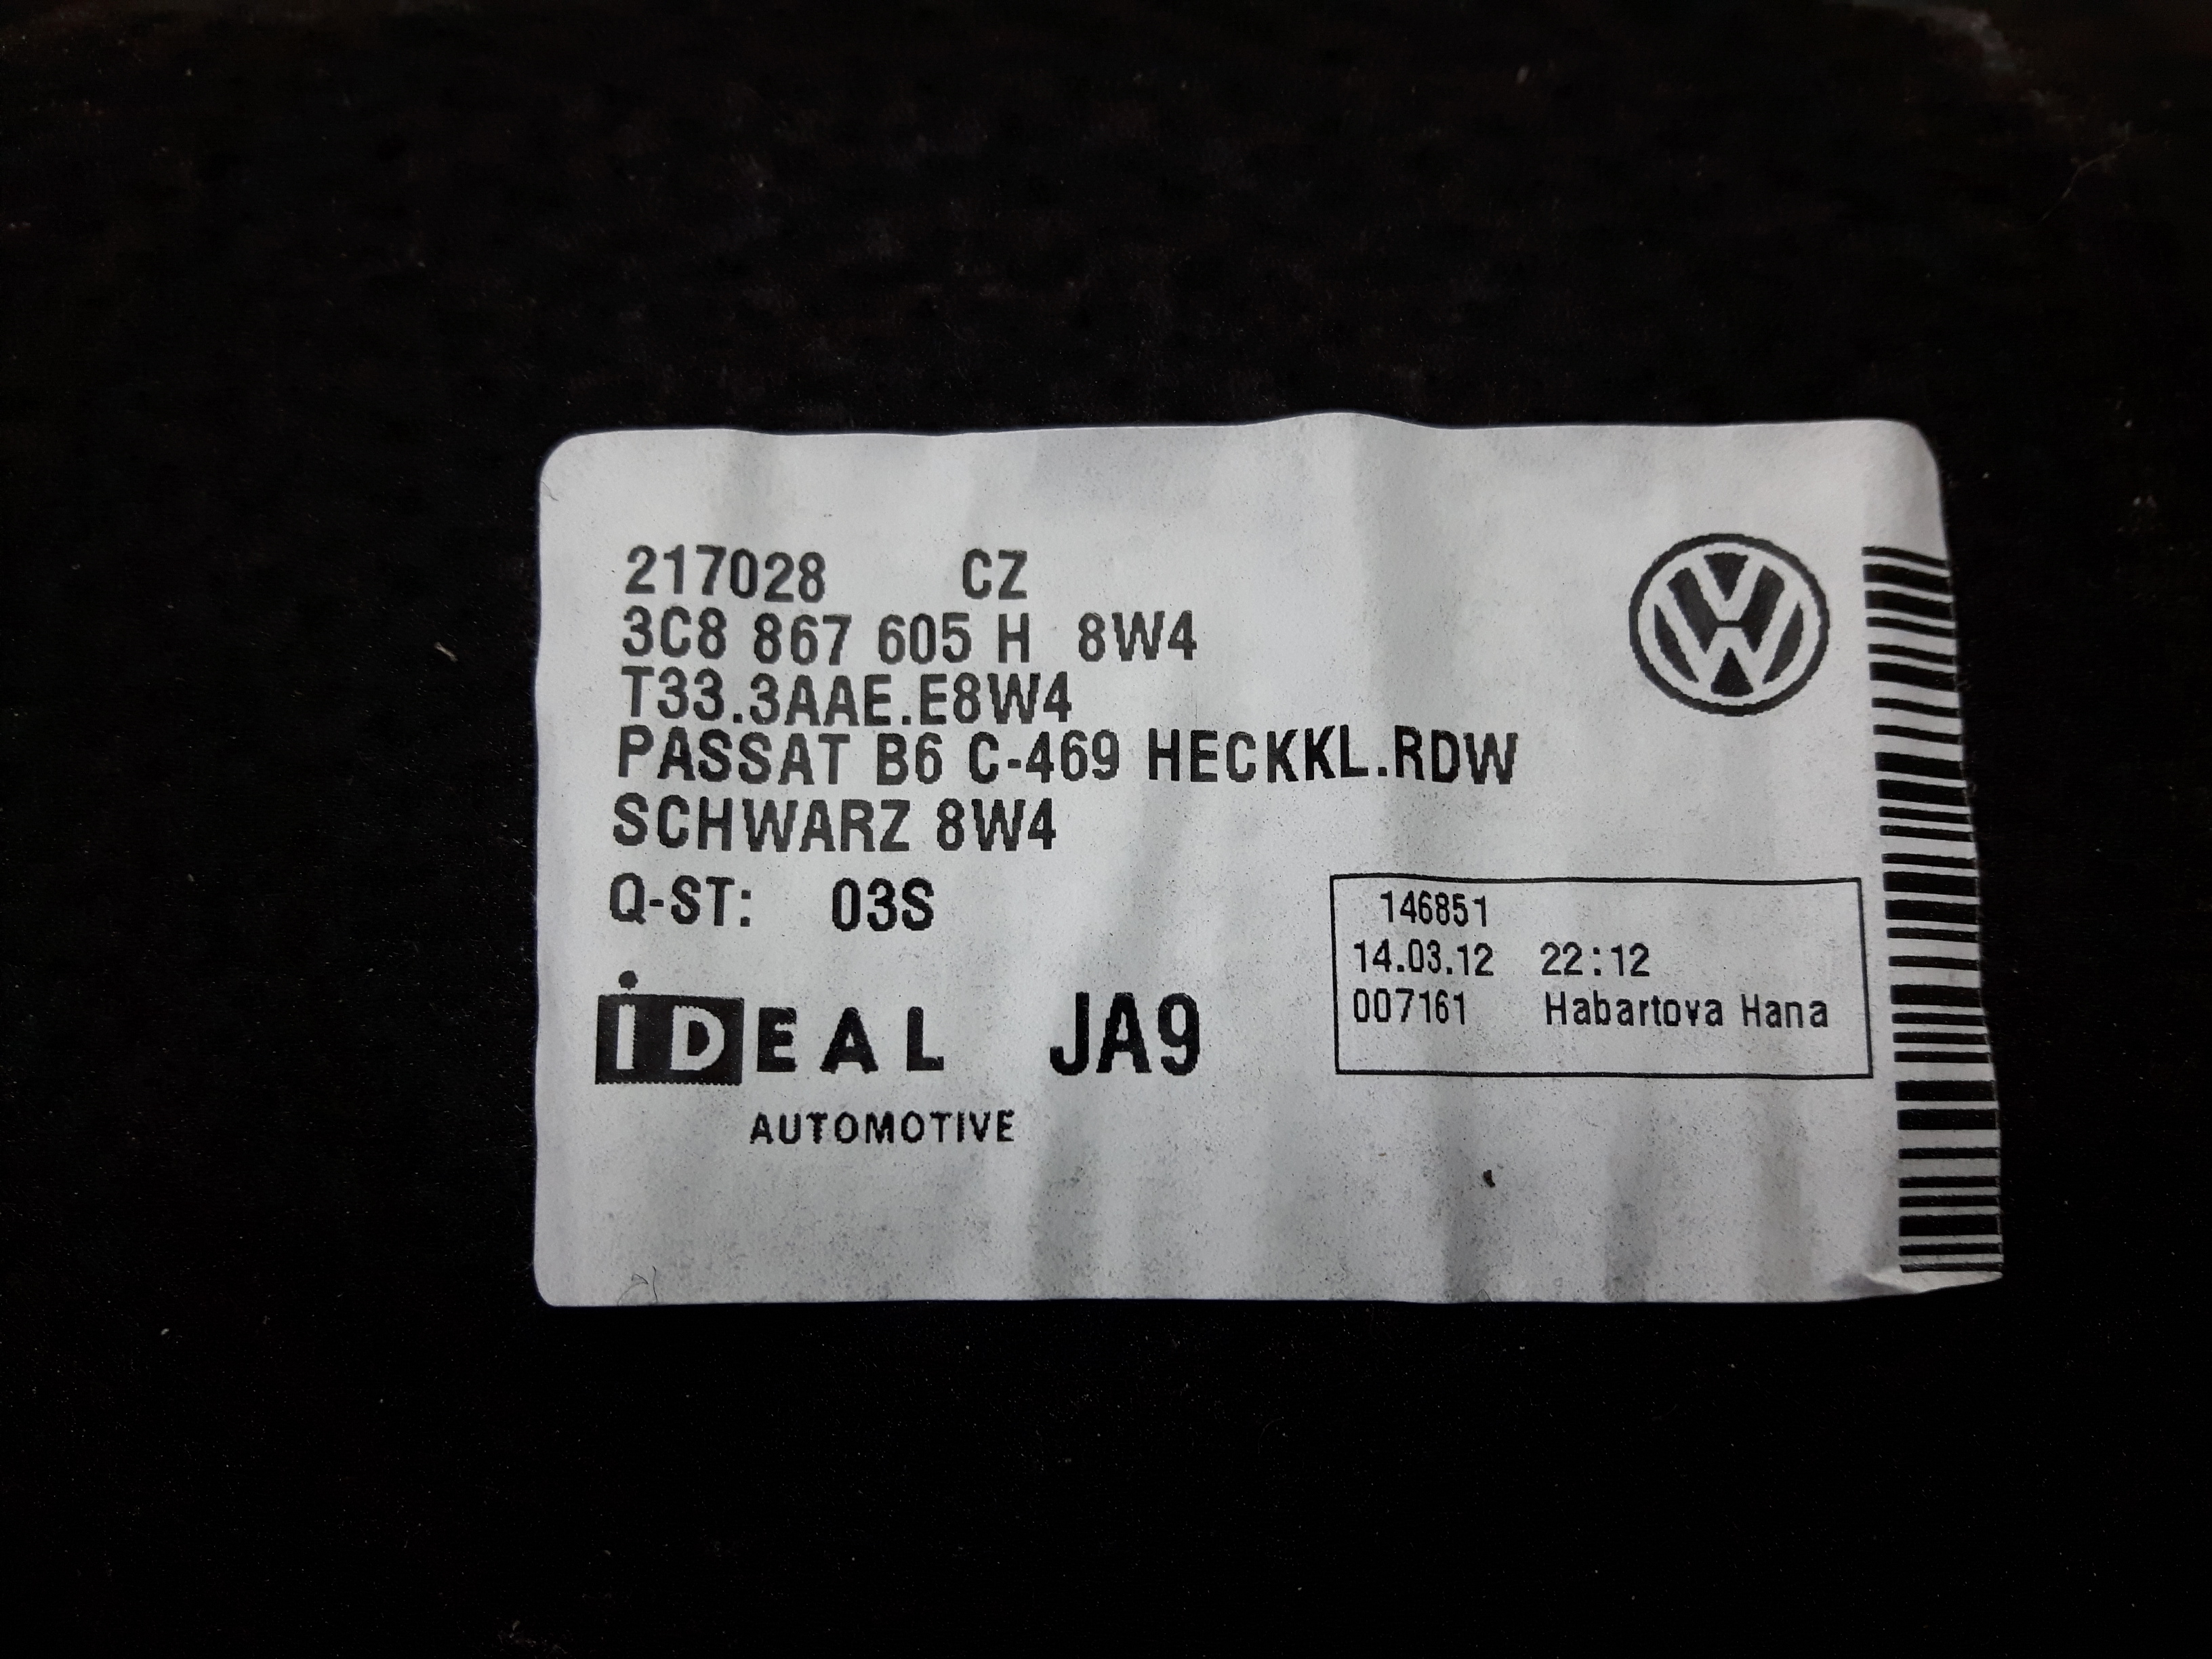 217028 CZ
3C8 867 605 H 8W4
T33.3AAE.E8W4
PASSAT B6 C-469 HECKKL.RDW
SCHWARZ 8W4
Q-ST: 03S
iDEAL JA9
AUTOMOTIVE
146851
14.03.12 22:12
007161 Habartova Hana
VW